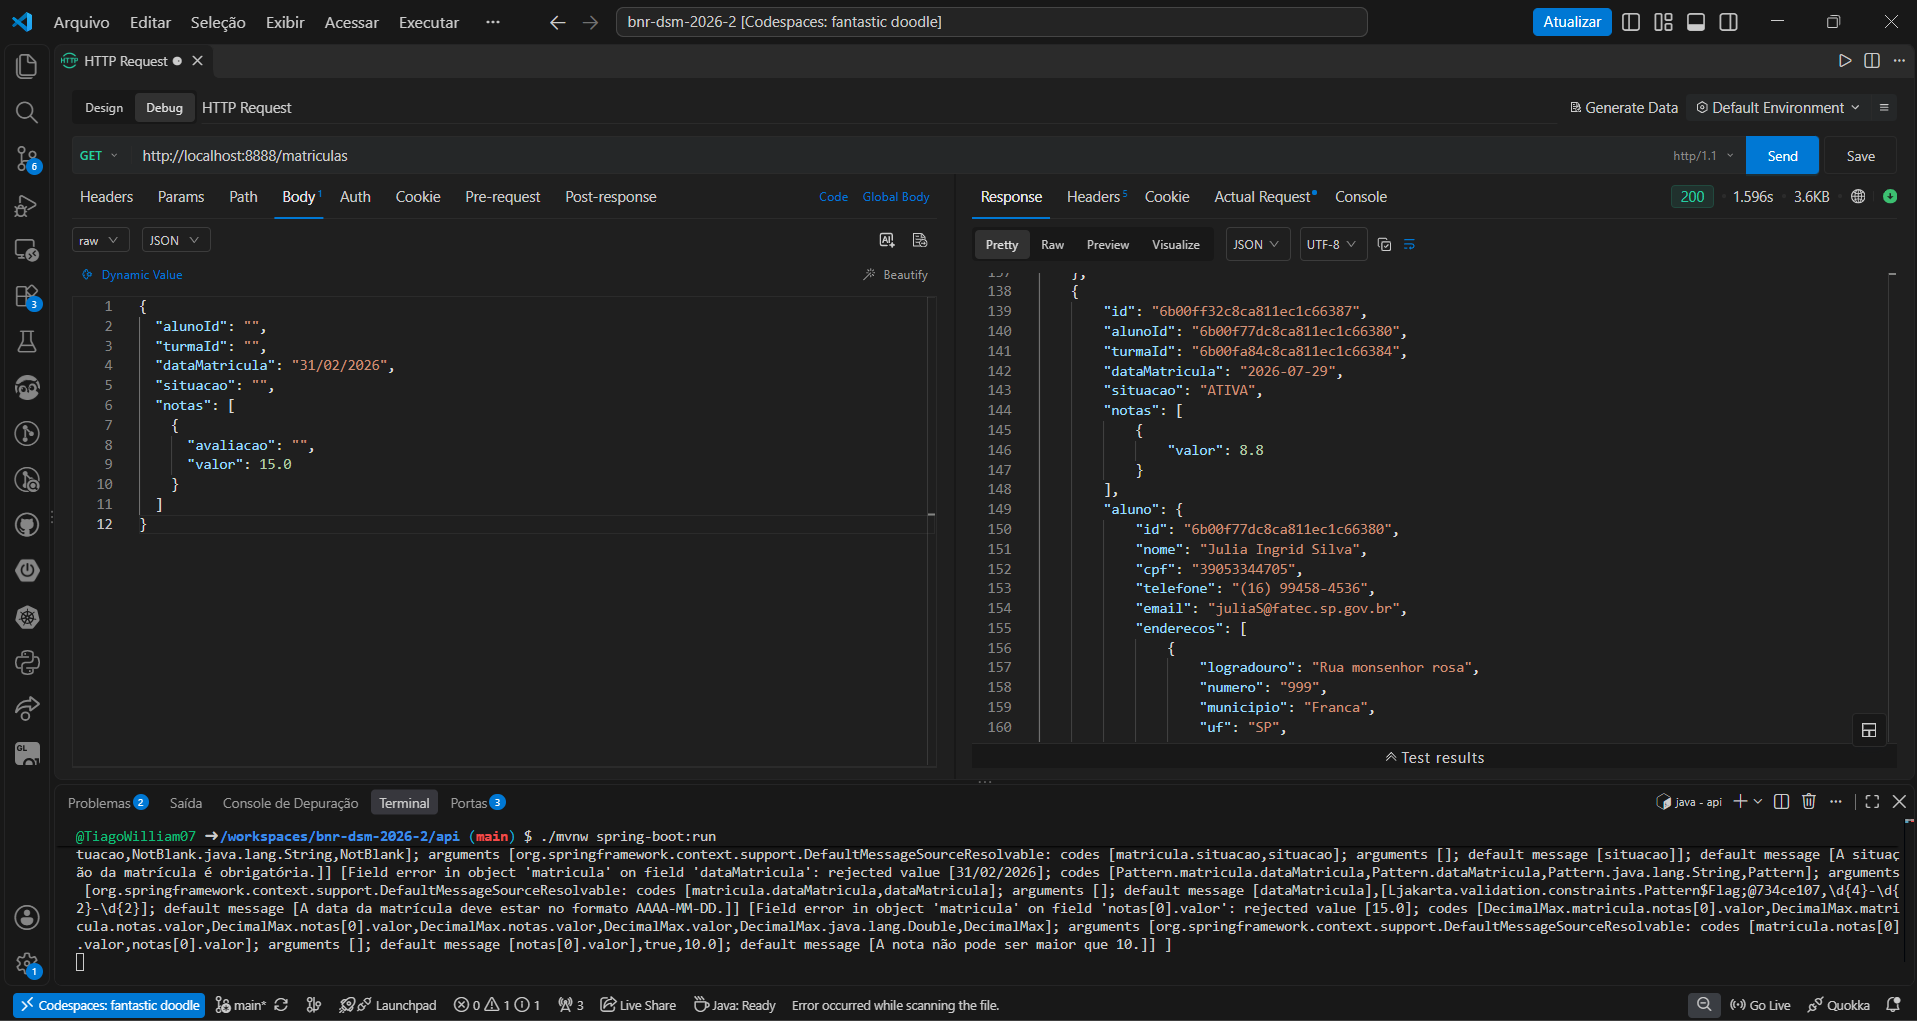 Arquivo Editar Seleção Exibir Acessar Executar ··· bnr-dsm-2026-2 [Codespaces: fantastic doodle] Atualizar
HTTP Request
Design Debug HTTP Request Generate Data Default Environment
GET http://localhost:8888/matriculas http/1.1 Send Save
Headers Params Path Body 1 Auth Cookie Pre-request Post-response Code Global Body
raw JSON
Dynamic Value Beautify
1 {
2 "alunoId": "",
3 "turmaId": "",
4 "dataMatricula": "31/02/2026",
5 "situacao": "",
6 "notas": [
7 {
8 "avaliacao": "",
9 "valor": 15.0
10 }
11 ]
12 }
Response Headers 5 Cookie Actual Request Console 200 1.596s 3.6KB
Pretty Raw Preview Visualize JSON UTF-8
137 },
138 {
139 "id": "6b00ff32c8ca811ec1c66387",
140 "alunoId": "6b00f77dc8ca811ec1c66380",
141 "turmaId": "6b00fa84c8ca811ec1c66384",
142 "dataMatricula": "2026-07-29",
143 "situacao": "ATIVA",
144 "notas": [
145 {
146 "valor": 8.8
147 }
148 ],
149 "aluno": {
150 "id": "6b00f77dc8ca811ec1c66380",
151 "nome": "Julia Ingrid Silva",
152 "cpf": "39053344705",
153 "telefone": "(16) 99458-4536",
154 "email": "juliaS@fatec.sp.gov.br",
155 "enderecos": [
156 {
157 "logradouro": "Rua monsenhor rosa",
158 "numero": "999",
159 "municipio": "Franca",
160 "uf": "SP",
Test results
6
3
GL
1
Problemas 2 Saída Console de Depuração Terminal Portas 3 java - api
@TiagoWilliam07 ➜/workspaces/bnr-dsm-2026-2/api (main) $ ./mvnw spring-boot:run
tuacao,NotBlank.java.lang.String,NotBlank]; arguments [org.springframework.context.support.DefaultMessageSourceResolvable: codes [matricula.situacao,situacao]; arguments []; default message [situacao]]; default message [A situaç
ão da matrícula é obrigatória.]] [Field error in object 'matricula' on field 'dataMatricula': rejected value [31/02/2026]; codes [Pattern.matricula.dataMatricula,Pattern.dataMatricula,Pattern.java.lang.String,Pattern]; arguments
[org.springframework.context.support.DefaultMessageSourceResolvable: codes [matricula.dataMatricula,dataMatricula]; arguments []; default message [dataMatricula],[Ljakarta.validation.constraints.Pattern$Flag;@734ce107,\d{4}-\d{
2}-\d{2}]; default message [A data da matrícula deve estar no formato AAAA-MM-DD.]] [Field error in object 'matricula' on field 'notas[0].valor': rejected value [15.0]; codes [DecimalMax.matricula.notas[0].valor,DecimalMax.matri
cula.notas.valor,DecimalMax.notas[0].valor,DecimalMax.notas.valor,DecimalMax.valor,DecimalMax.java.lang.Double,DecimalMax]; arguments [org.springframework.context.support.DefaultMessageSourceResolvable: codes [matricula.notas[0]
.valor,notas[0].valor]; arguments []; default message [notas[0].valor],true,10.0]; default message [A nota não pode ser maior que 10.]] ]
Codespaces: fantastic doodle main* Launchpad 0 1 1 3 Live Share Java: Ready Error occurred while scanning the file. Go Live Quokka